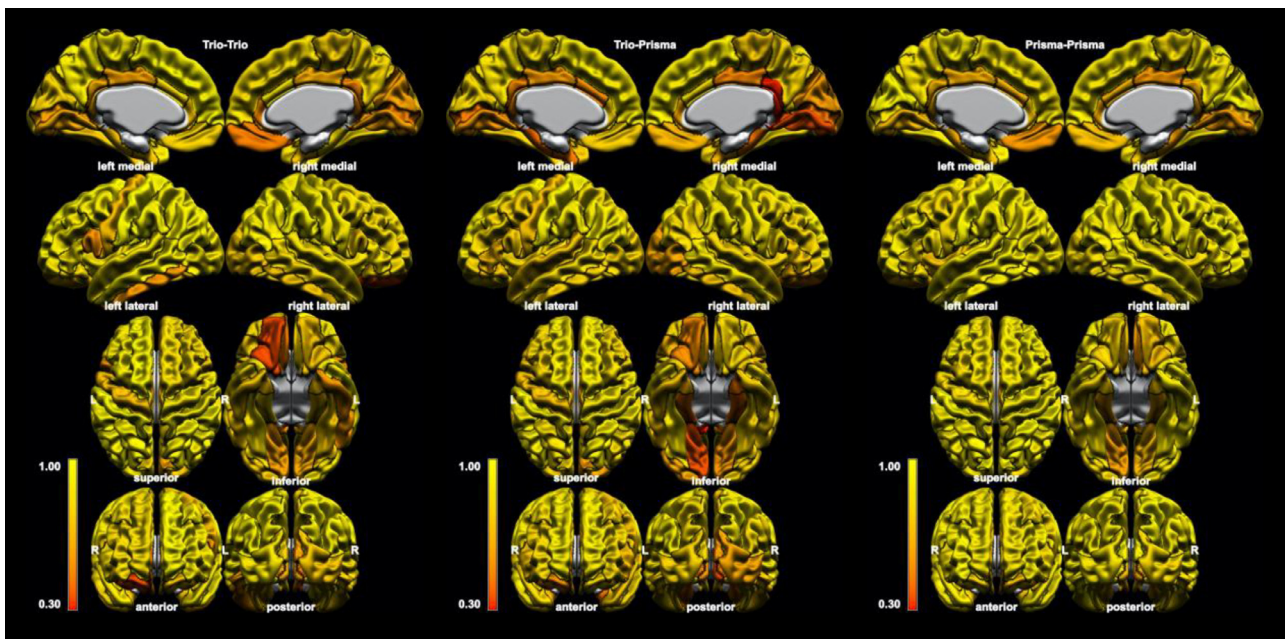 Trio-Trio
left medial right medial
left lateral right lateral
L R L
superior inferior
1.00
0.30
R L R
anterior posterior
Trio-Prisma
left medial right medial
left lateral right lateral
L R L
superior inferior
1.00
0.30
R L R
anterior posterior
Prisma-Prisma
left medial right medial
left lateral right lateral
L R L
superior inferior
1.00
0.30
R L R
anterior posterior